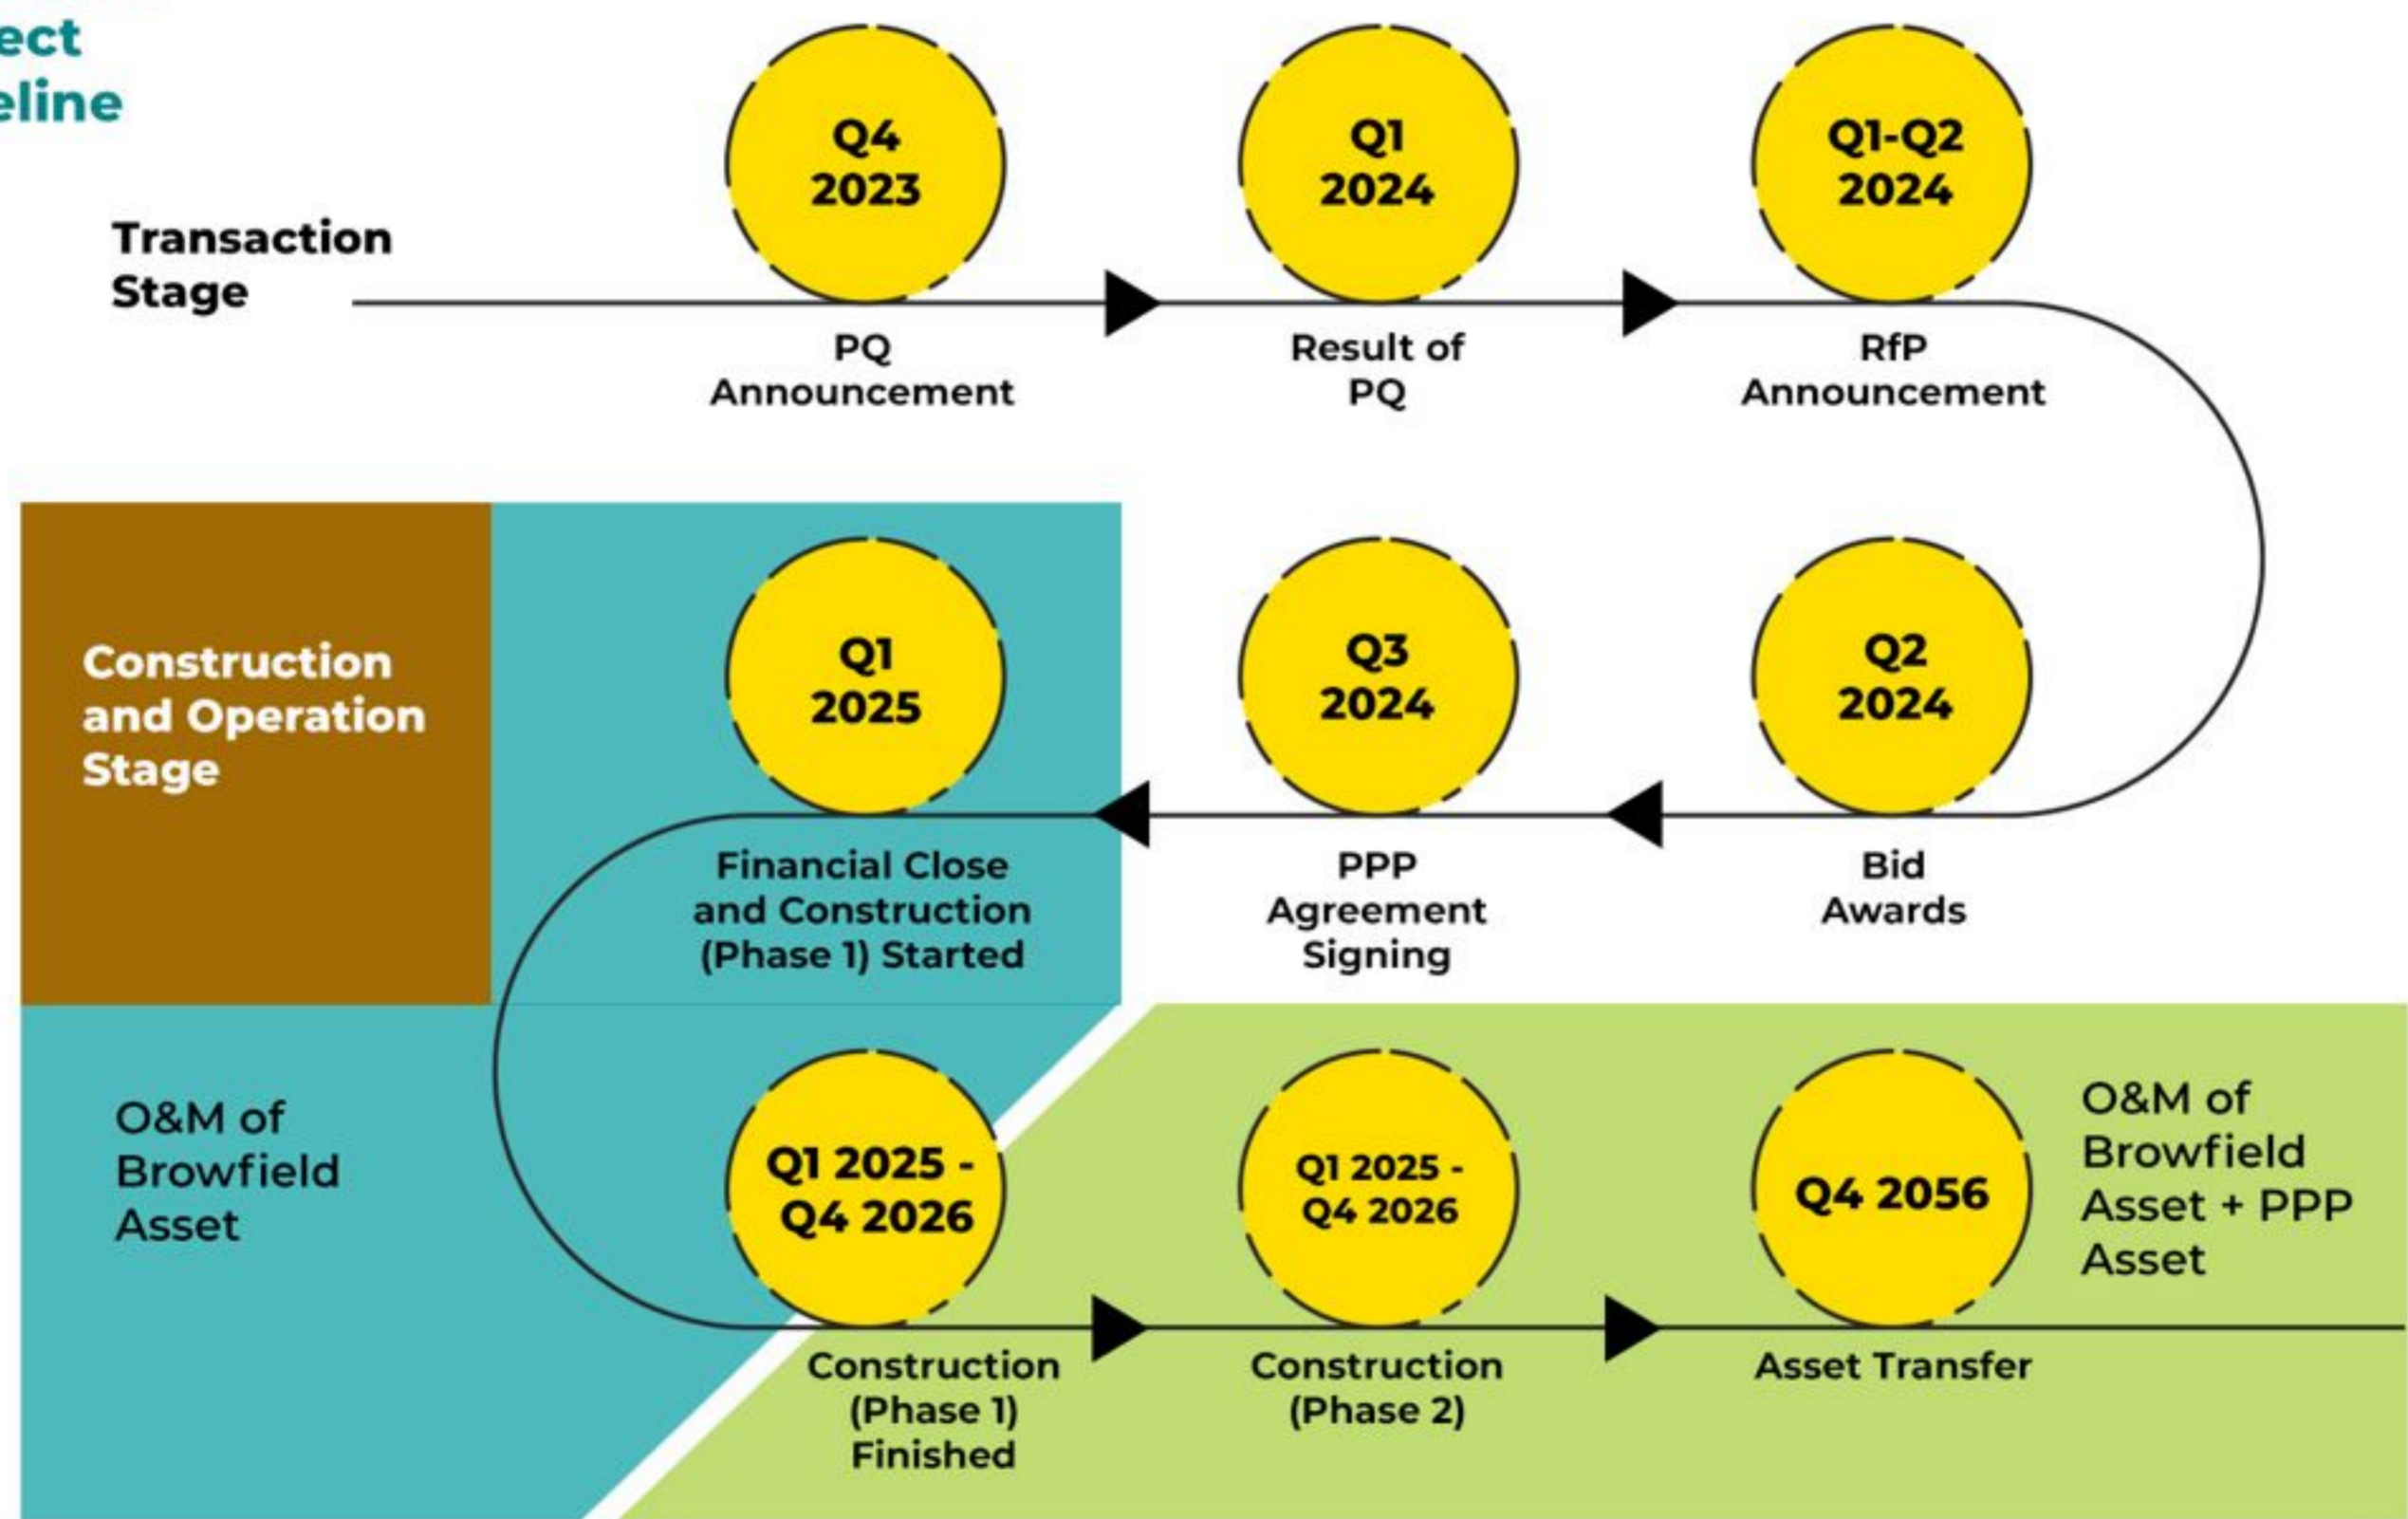 ect
eline
Transaction
Stage
Q4
2023
PQ
Announcement
Q1
2024
Result of
PQ
Q1-Q2
2024
RfP
Announcement
Q2
2024
Bid
Awards
Q3
2024
PPP
Agreement
Signing
Construction
and Operation
Stage
Q1
2025
Financial Close
and Construction
(Phase 1) Started
O&M of
Browfield
Asset
Q1 2025 -
Q4 2026
Construction
(Phase 1)
Finished
Q1 2025 -
Q4 2026
Construction
(Phase 2)
Q4 2056
Asset Transfer
O&M of
Browfield
Asset + PPP
Asset